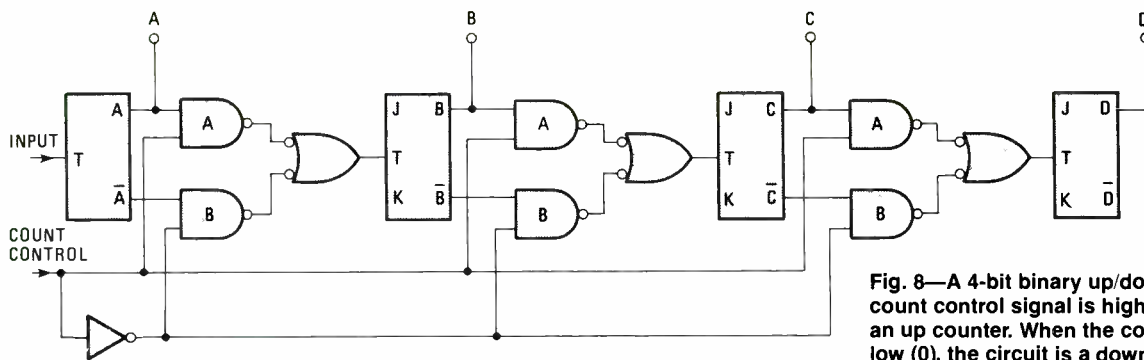 A
B
C
A
A
INPUT
T
A̅
B
COUNT
CONTROL
J
B
T
K
B̅
A
B
J
C
T
K
C̅
A
B
J
D
T
K
D̅
Fig. 8—A 4-bit binary up/do
count control signal is high
an up counter. When the co
low (0), the circuit is a down